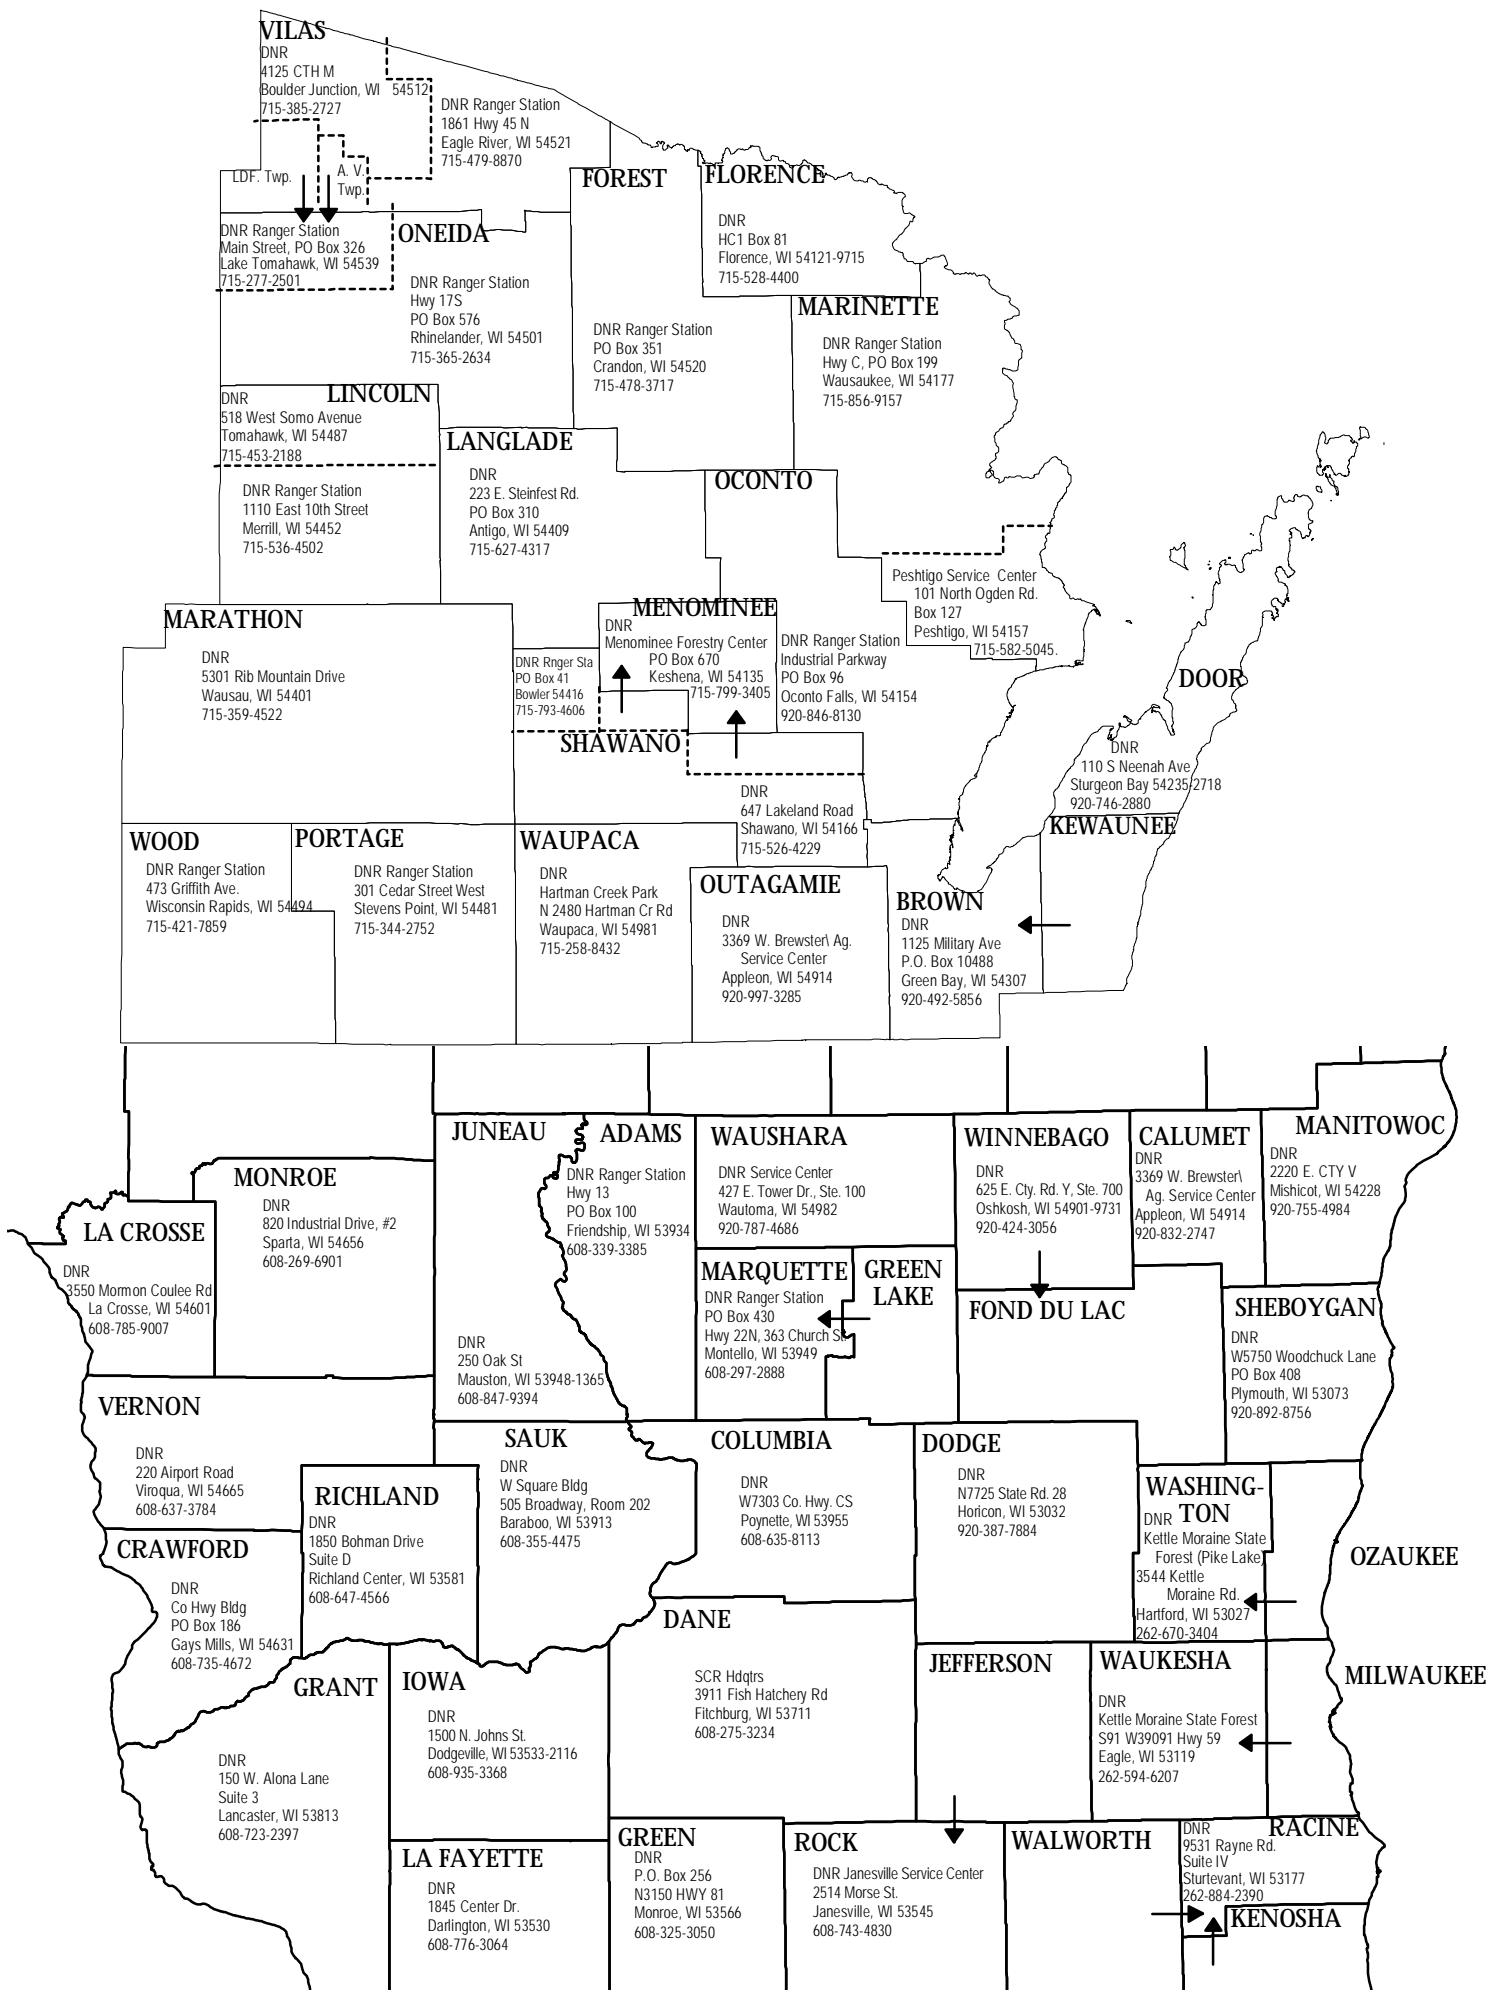 VILAS
DNR
4125 CTH M
Boulder Junction, WI 54512
715-385-2727
DNR Ranger Station
1861 Hwy 45 N
Eagle River, WI 54521
715-479-8870
LDF. Twp.
A. V.
Twp.
FOREST
DNR Ranger Station
PO Box 351
Crandon, WI 54520
715-478-3717
FLORENCE
DNR
HC1 Box 81
Florence, WI 54121-9715
715-528-4400
DNR Ranger Station
Main Street, PO Box 326
Lake Tomahawk, WI 54539
715-277-2501
ONEIDA
DNR Ranger Station
Hwy 17S
PO Box 576
Rhinelander, WI 54501
715-365-2634
MARINETTE
DNR Ranger Station
Hwy C, PO Box 199
Wausaukee, WI 54177
715-856-9157
LINCOLN
DNR
518 West Somo Avenue
Tomahawk, WI 54487
715-453-2188
DNR Ranger Station
1110 East 10th Street
Merrill, WI 54452
715-536-4502
LANGLADE
DNR
223 E. Steinfest Rd.
PO Box 310
Antigo, WI 54409
715-627-4317
OCONTO
DNR Ranger Station
Industrial Parkway
PO Box 96
Oconto Falls, WI 54154
920-846-8130
Peshtigo Service Center
101 North Ogden Rd.
Box 127
Peshtigo, WI 54157
715-582-5045.
MARATHON
DNR
5301 Rib Mountain Drive
Wausau, WI 54401
715-359-4522
MENOMINEE
DNR
Menominee Forestry Center
PO Box 670
Keshena, WI 54135
715-799-3405
DNR Rnger Sta
PO Box 41
Bowler 54416
715-793-4606
SHAWANO
DNR
647 Lakeland Road
Shawano, WI 54166
715-526-4229
DOOR
DNR
110 S Neenah Ave
Sturgeon Bay 54235-2718
920-746-2880
KEWAUNEE
WOOD
DNR Ranger Station
473 Griffith Ave.
Wisconsin Rapids, WI 54494
715-421-7859
PORTAGE
DNR Ranger Station
301 Cedar Street West
Stevens Point, WI 54481
715-344-2752
WAUPACA
DNR
Hartman Creek Park
N 2480 Hartman Cr Rd
Waupaca, WI 54981
715-258-8432
OUTAGAMIE
DNR
3369 W. Brewster\ Ag.
Service Center
Appleon, WI 54914
920-997-3285
BROWN
DNR
1125 Military Ave
P.O. Box 10488
Green Bay, WI 54307
920-492-5856
JUNEAU
DNR
250 Oak St
Mauston, WI 53948-1365
608-847-9394
ADAMS
DNR Ranger Station
Hwy 13
PO Box 100
Friendship, WI 53934
608-339-3385
WAUSHARA
DNR Service Center
427 E. Tower Dr., Ste. 100
Wautoma, WI 54982
920-787-4686
WINNEBAGO
DNR
625 E. Cty. Rd. Y, Ste. 700
Oshkosh, WI 54901-9731
920-424-3056
CALUMET
DNR
3369 W. Brewster\
Ag. Service Center
Appleon, WI 54914
920-832-2747
MANITOWOC
DNR
2220 E. CTY V
Mishicot, WI 54228
920-755-4984
MONROE
DNR
820 Industrial Drive, #2
Sparta, WI 54656
608-269-6901
LA CROSSE
DNR
3550 Mormon Coulee Rd
La Crosse, WI 54601
608-785-9007
MARQUETTE
DNR Ranger Station
PO Box 430
Hwy 22N, 363 Church St.
Montello, WI 53949
608-297-2888
GREEN
LAKE
FOND DU LAC
SHEBOYGAN
DNR
W5750 Woodchuck Lane
PO Box 408
Plymouth, WI 53073
920-892-8756
VERNON
DNR
220 Airport Road
Viroqua, WI 54665
608-637-3784
SAUK
DNR
W Square Bldg
505 Broadway, Room 202
Baraboo, WI 53913
608-355-4475
COLUMBIA
DNR
W7303 Co. Hwy. CS
Poynette, WI 53955
608-635-8113
DODGE
DNR
N7725 State Rd. 28
Horicon, WI 53032
920-387-7884
WASHING-
TON
DNR
Kettle Moraine State
Forest (Pike Lake)
3544 Kettle
Moraine Rd.
Hartford, WI 53027
262-670-3404
OZAUKEE
RICHLAND
DNR
1850 Bohman Drive
Suite D
Richland Center, WI 53581
608-647-4566
CRAWFORD
DNR
Co Hwy Bldg
PO Box 186
Gays Mills, WI 54631
608-735-4672
GRANT
DNR
150 W. Alona Lane
Suite 3
Lancaster, WI 53813
608-723-2397
IOWA
DNR
1500 N. Johns St.
Dodgeville, WI 53533-2116
608-935-3368
DANE
SCR Hdqtrs
3911 Fish Hatchery Rd
Fitchburg, WI 53711
608-275-3234
JEFFERSON
WAUKESHA
DNR
Kettle Moraine State Forest
S91 W39091 Hwy 59
Eagle, WI 53119
262-594-6207
MILWAUKEE
LA FAYETTE
DNR
1845 Center Dr.
Darlington, WI 53530
608-776-3064
GREEN
DNR
P.O. Box 256
N3150 HWY 81
Monroe, WI 53566
608-325-3050
ROCK
DNR Janesville Service Center
2514 Morse St.
Janesville, WI 53545
608-743-4830
WALWORTH
RACINE
DNR
9531 Rayne Rd.
Suite IV
Sturtevant, WI 53177
262-884-2390
KENOSHA